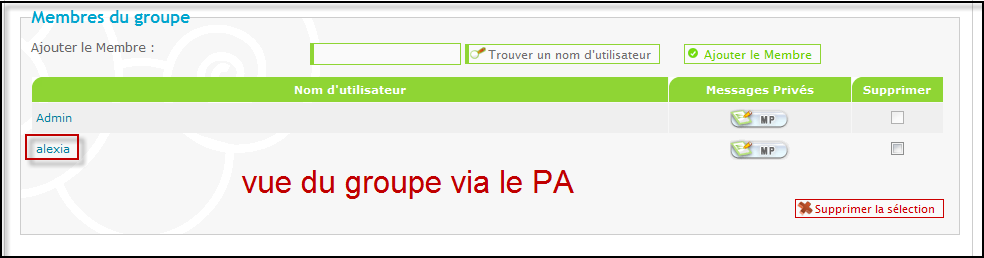 Membres du groupe
Ajouter le Membre :
Trouver un nom d'utilisateur
Ajouter le Membre
Nom d'utilisateur Messages Privés Supprimer
Admin MP
alexia MP
vue du groupe via le PA
Supprimer la sélection